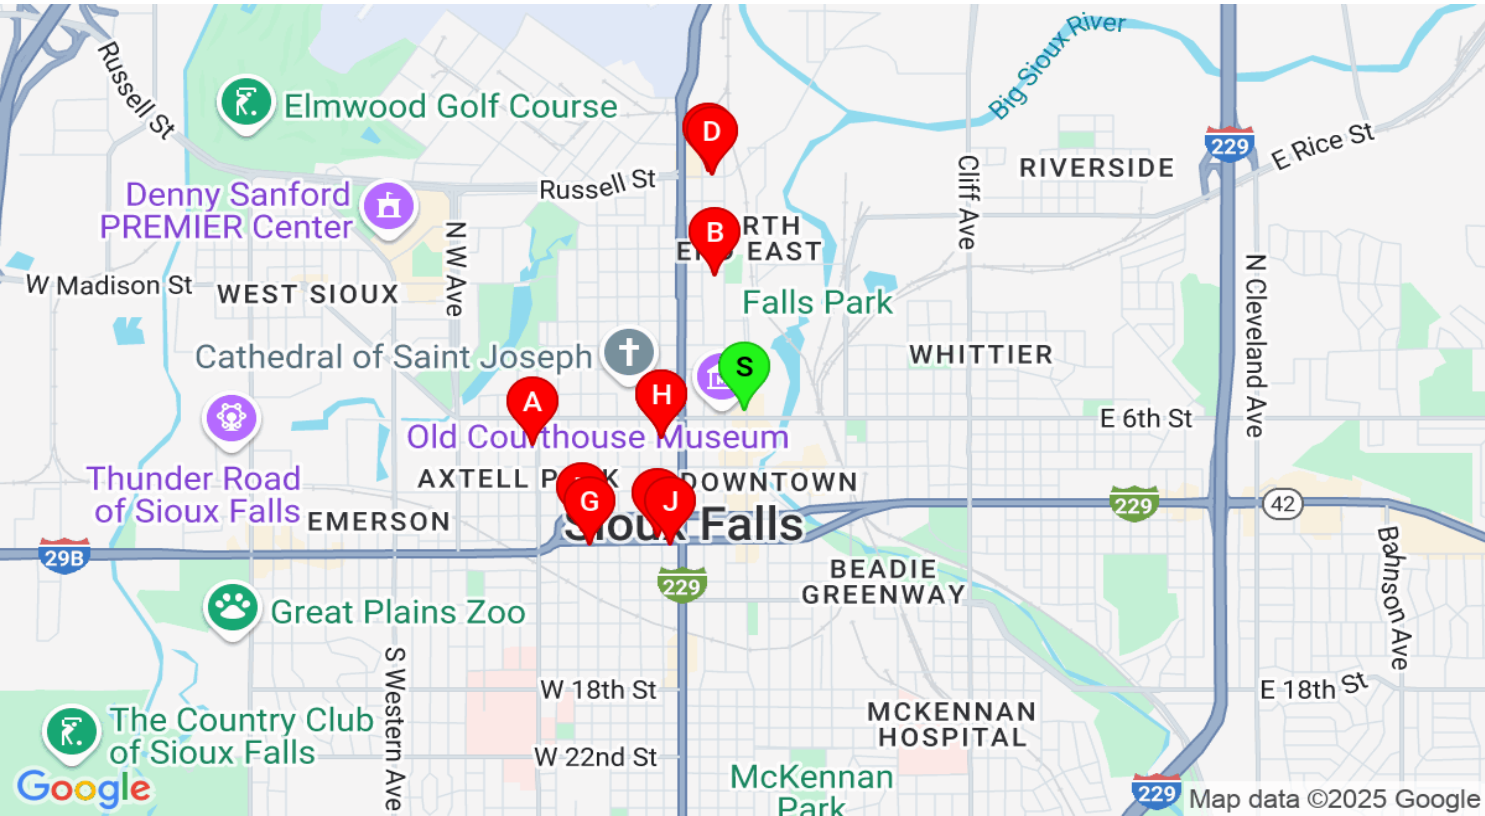 Big Sioux River
Russell St
Elmwood Golf Course
229
E Rice St
D
RIVERSIDE
Cliff Ave
Denny Sanford
PREMIER Center
Russell St
N W Ave
B
RTH
E
EAST
W Madison St
WEST SIOUX
Falls Park
N Cleveland Ave
Cathedral of Saint Joseph
WHITTIER
S
A
H
E 6th St
Old Courthouse Museum
Thunder Road
of Sioux Falls
AXTELL P K
DOWNTOWN
G
J
Sioux Falls
EMERSON
229
42
29B
229
BEADIE
GREENWAY
Bahnson Ave
Great Plains Zoo
S Western Ave
W 18th St
E 18th St
The Country Club
of Sioux Falls
MCKENNAN
HOSPITAL
W 22nd St
McKennan
Park
Google
229
Map data ©2025 Google